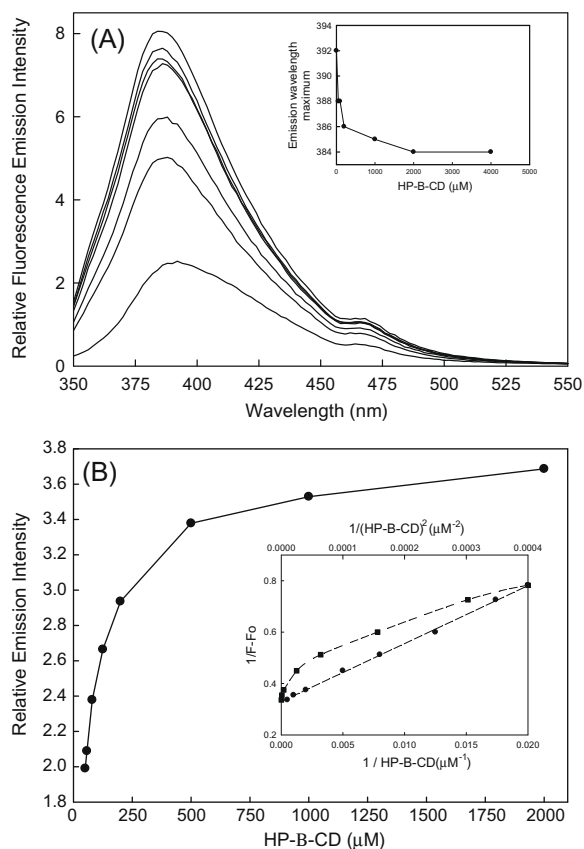 (A)
Relative Fluorescence Emission Intensity
8
6
4
2
0
350 375 400 425 450 475 500 525 550
Wavelength (nm)
Emission wavelength
maximum
394
392
390
388
386
384
0 1000 2000 3000 4000 5000
HP-B-CD (μM)
(B)
Relative Emission Intensity
3.8
3.6
3.4
3.2
3.0
2.8
2.6
2.4
2.2
2.0
1.8
0 250 500 750 1000 1250 1500 1750 2000
HP-B-CD (μM)
1/(HP-B-CD)² (μM⁻²)
0.0000 0.0001 0.0002 0.0003 0.0004
1/F-Fo
0.8
0.6
0.4
0.2
0.000 0.005 0.010 0.015 0.020
1 / HP-B-CD(μM⁻¹)